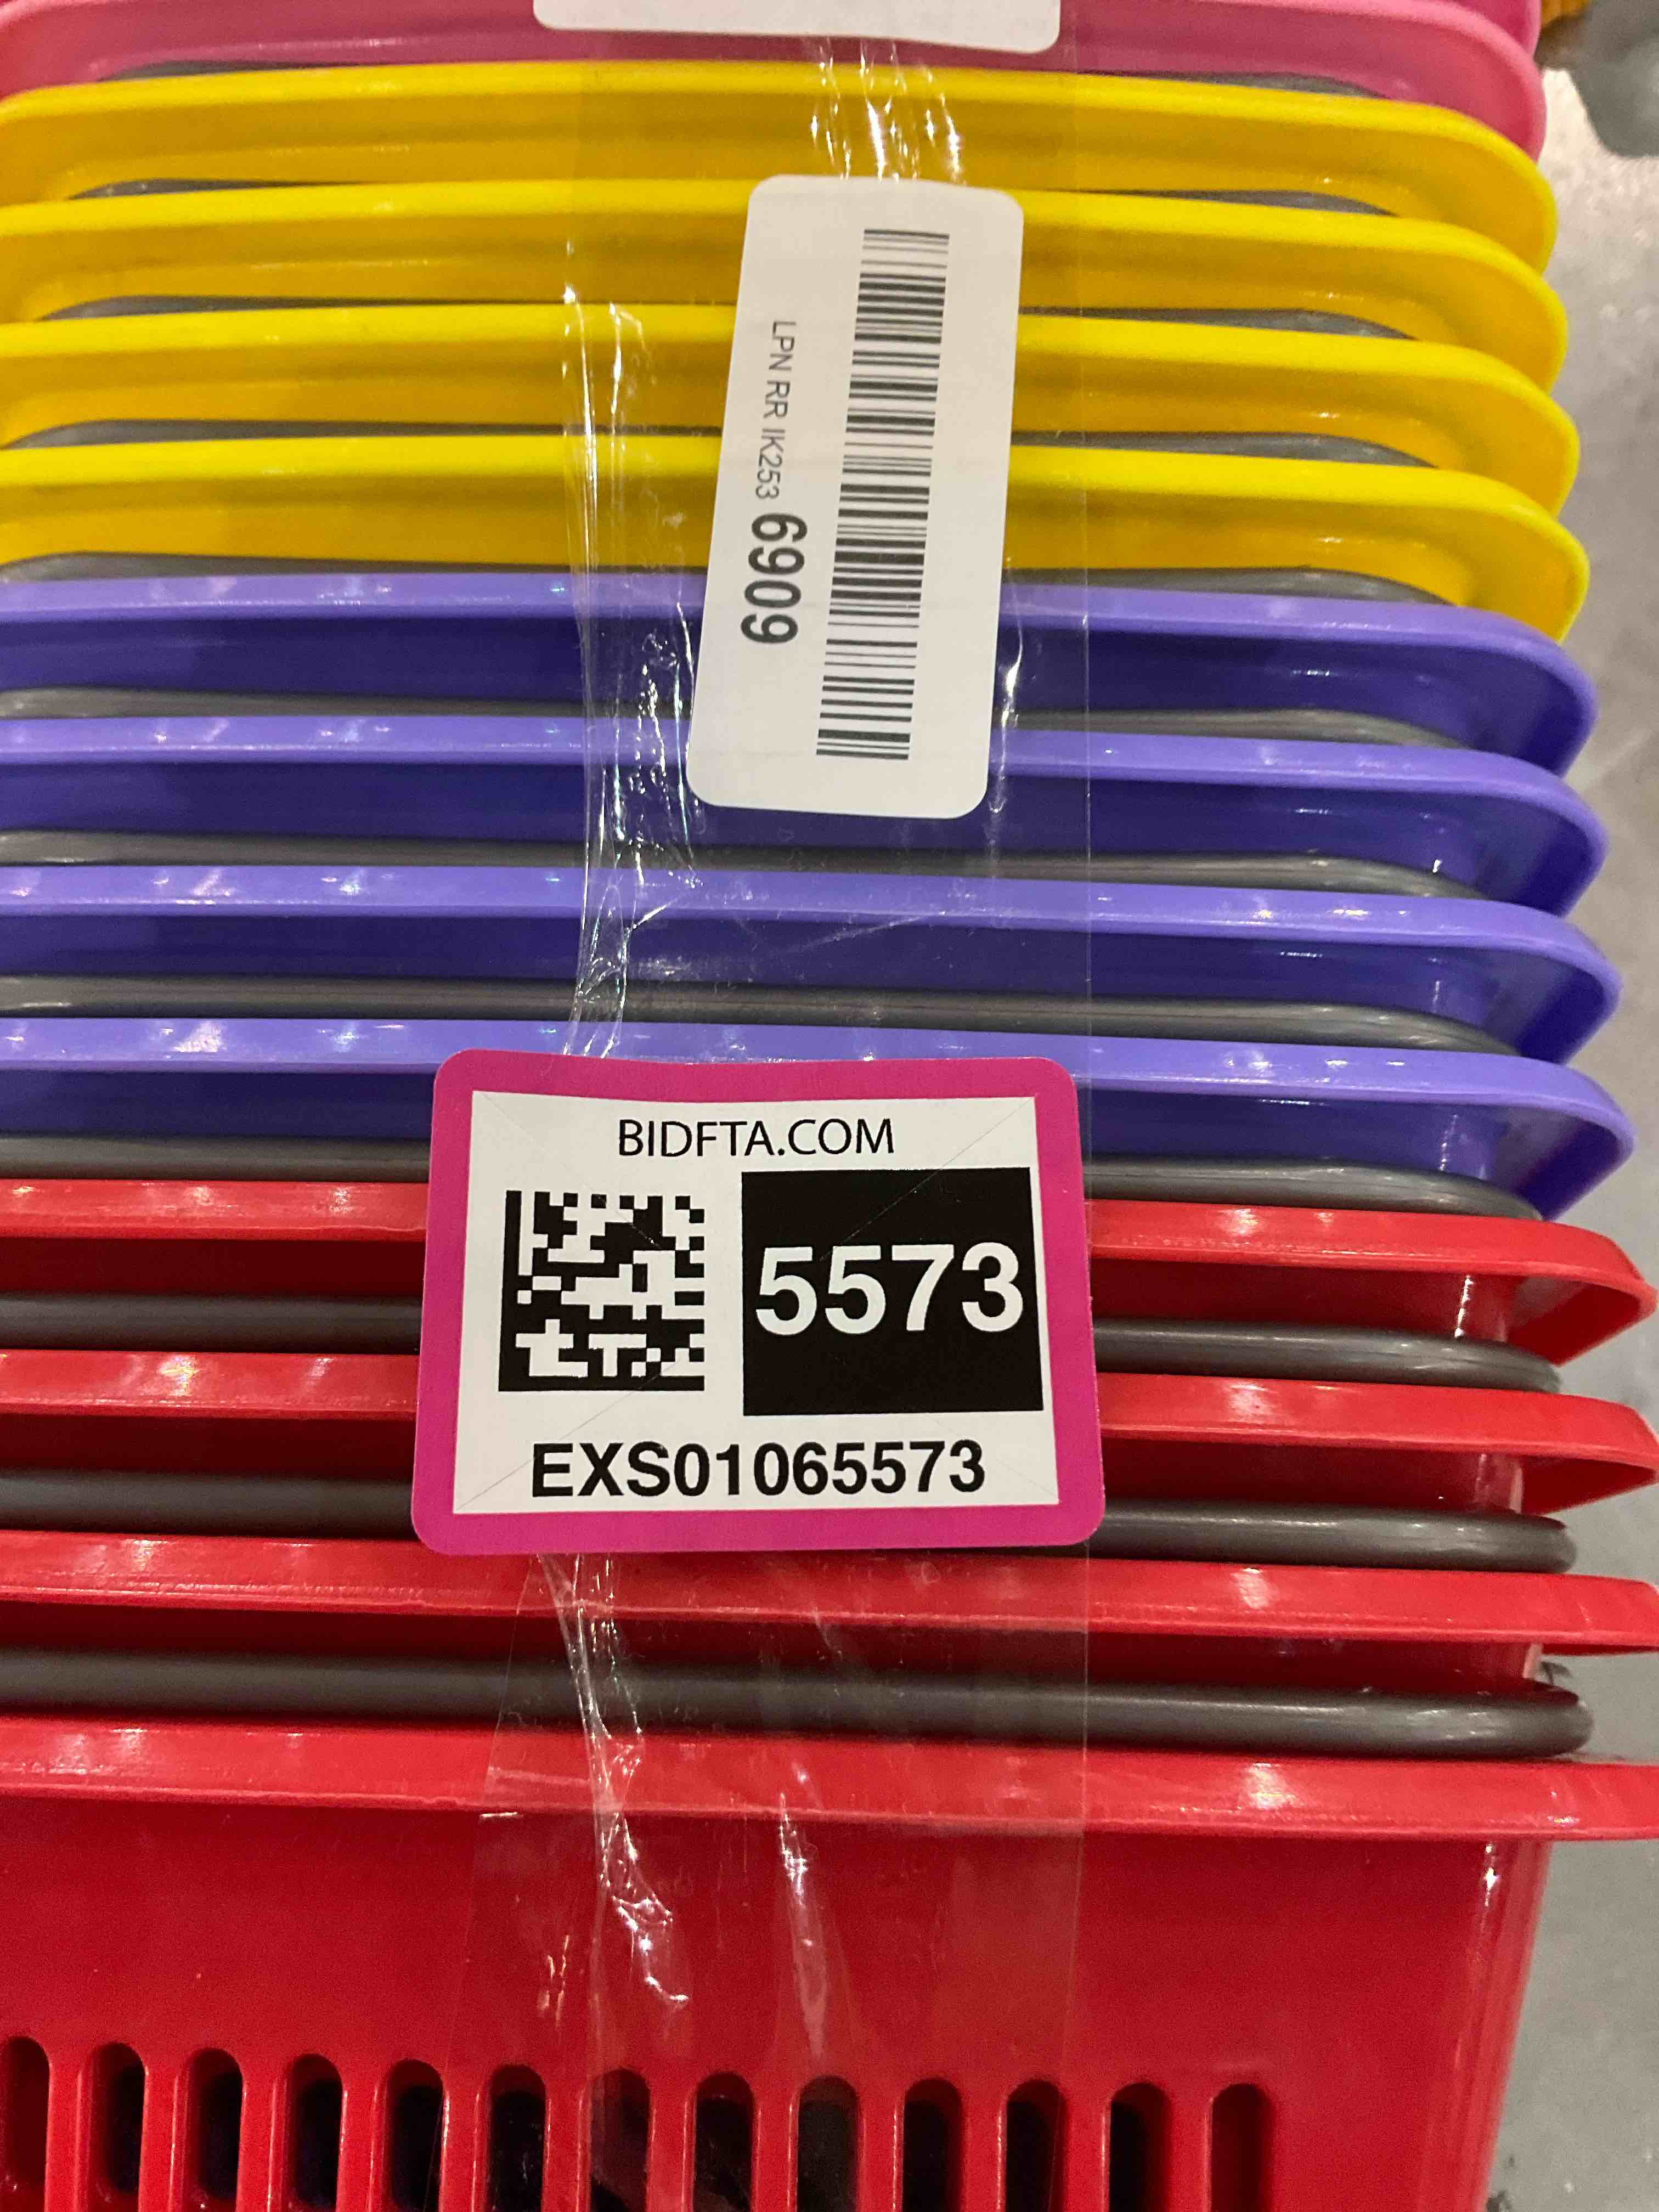 LPN RR IK253 6909
BIDFTA.COM
5573
EXS01065573